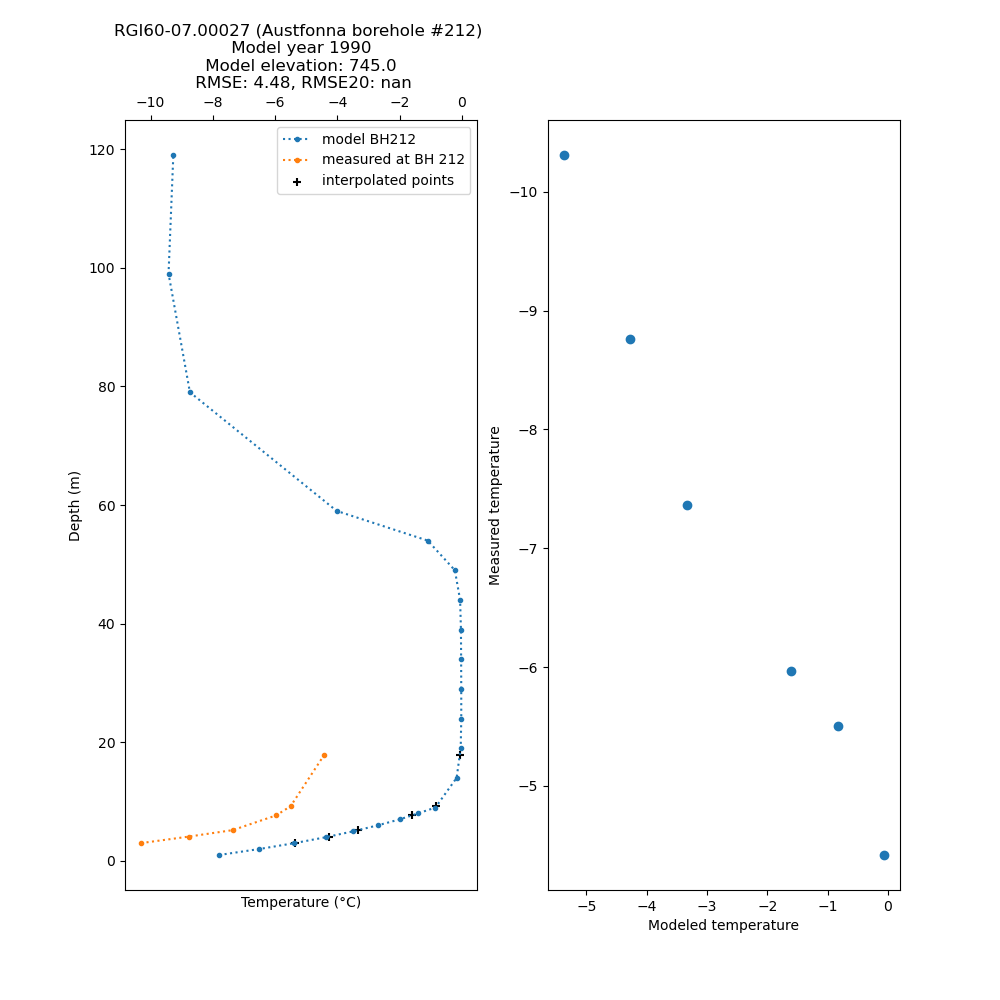 RGI60-07.00027 (Austfonna borehole #212)
Model year 1990
Model elevation: 745.0
RMSE: 4.48, RMSE20: nan
−10 −8 −6 −4 −2 0
model BH212
measured at BH 212
interpolated points
120
100
80
60
40
20
0
Depth (m)
Temperature (°C)
−10
−9
−8
−7
−6
−5
Measured temperature
−5 −4 −3 −2 −1 0
Modeled temperature